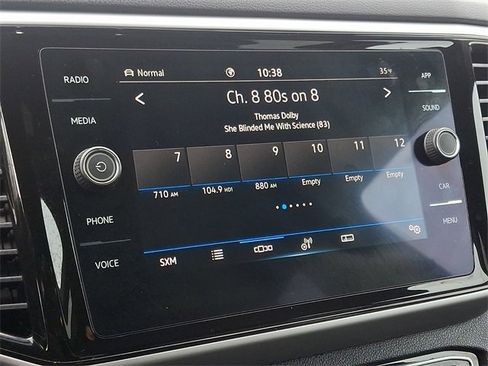 RADIO
Normal
10:38
35°F
APP
Ch. 8 80s on 8
SOUND
MEDIA
Thomas Dolby
She Blinded Me With Science (83)
7 8 9 10 11 12
710 AM 104.9 HD1 880 AM Empty Empty Empty
CAR
PHONE
MENU
VOICE
SXM